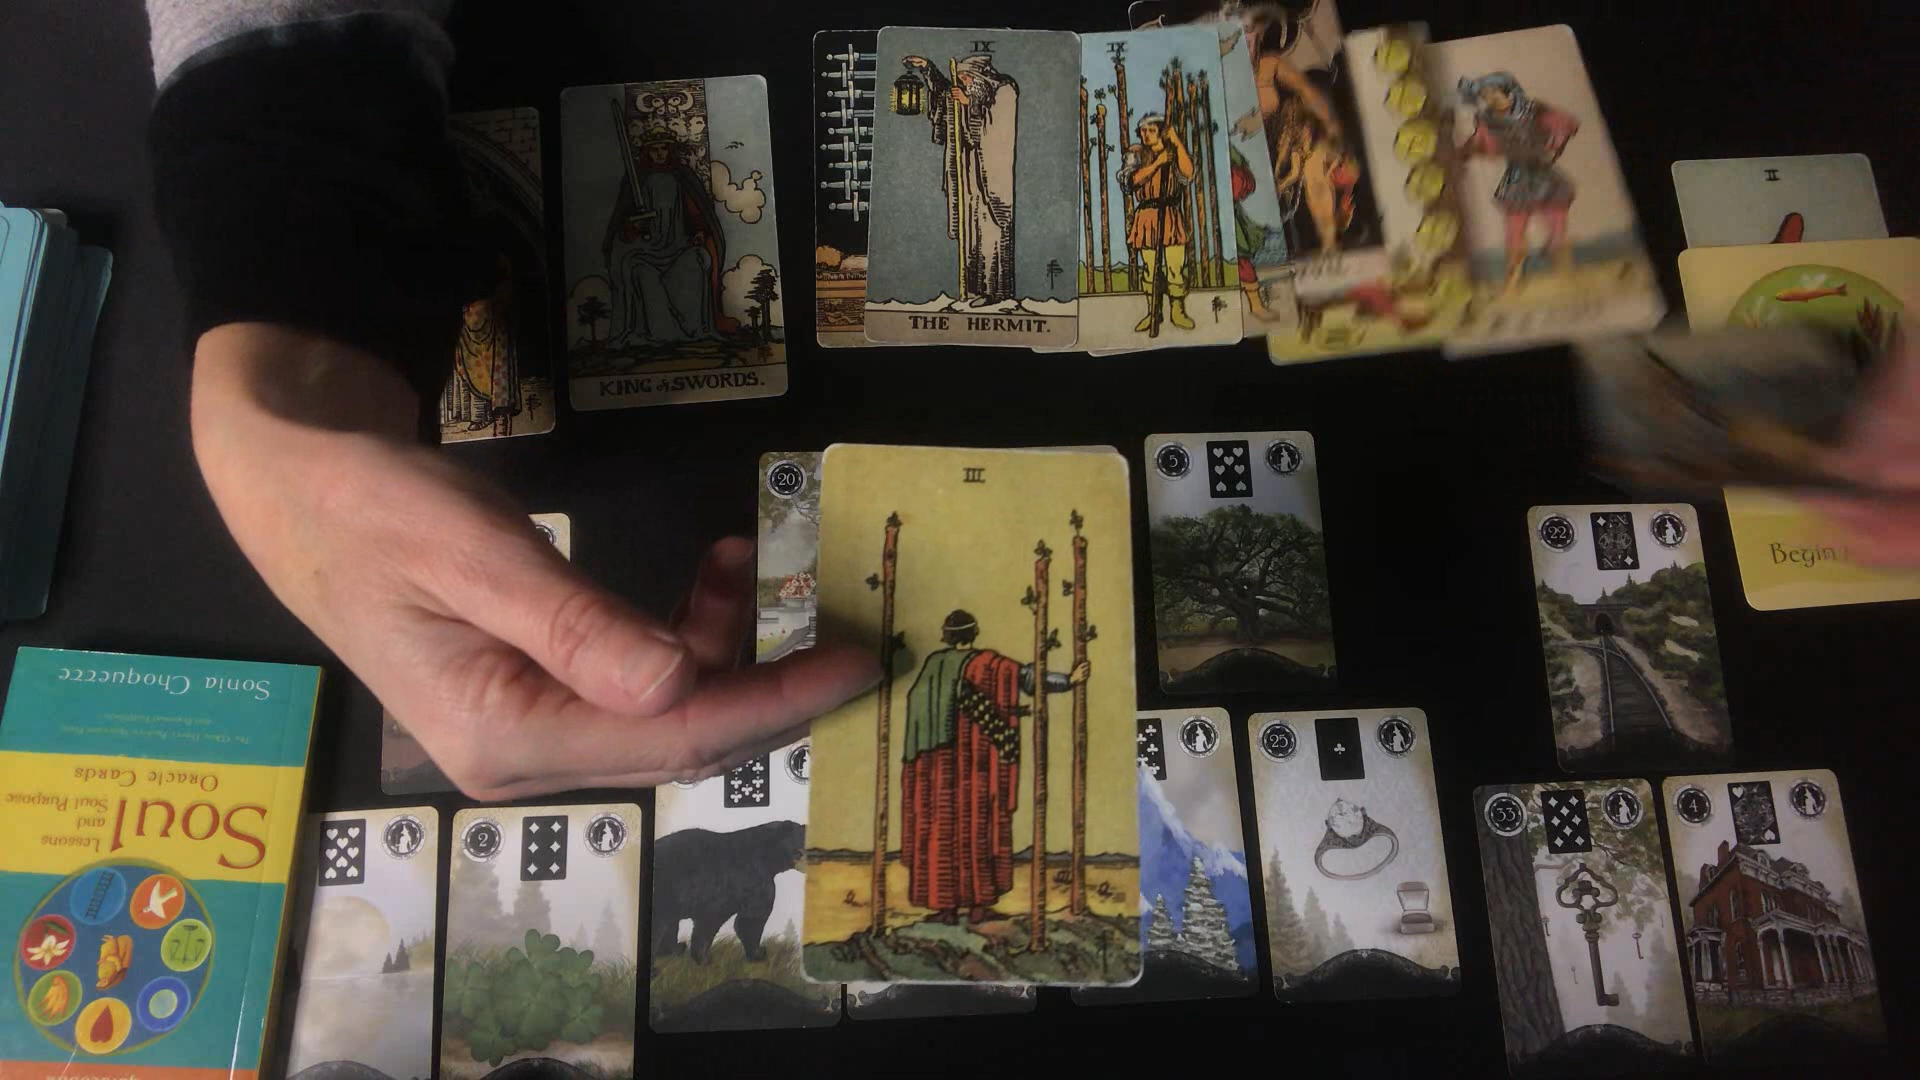 IX
THE HERMIT.
IX
KING of SWORDS.
II
Begin
III
20
5
22
25
33
4
2
Sonia Choquette
Soul
Lessons
and
Soul Purpose
Oracle Cards